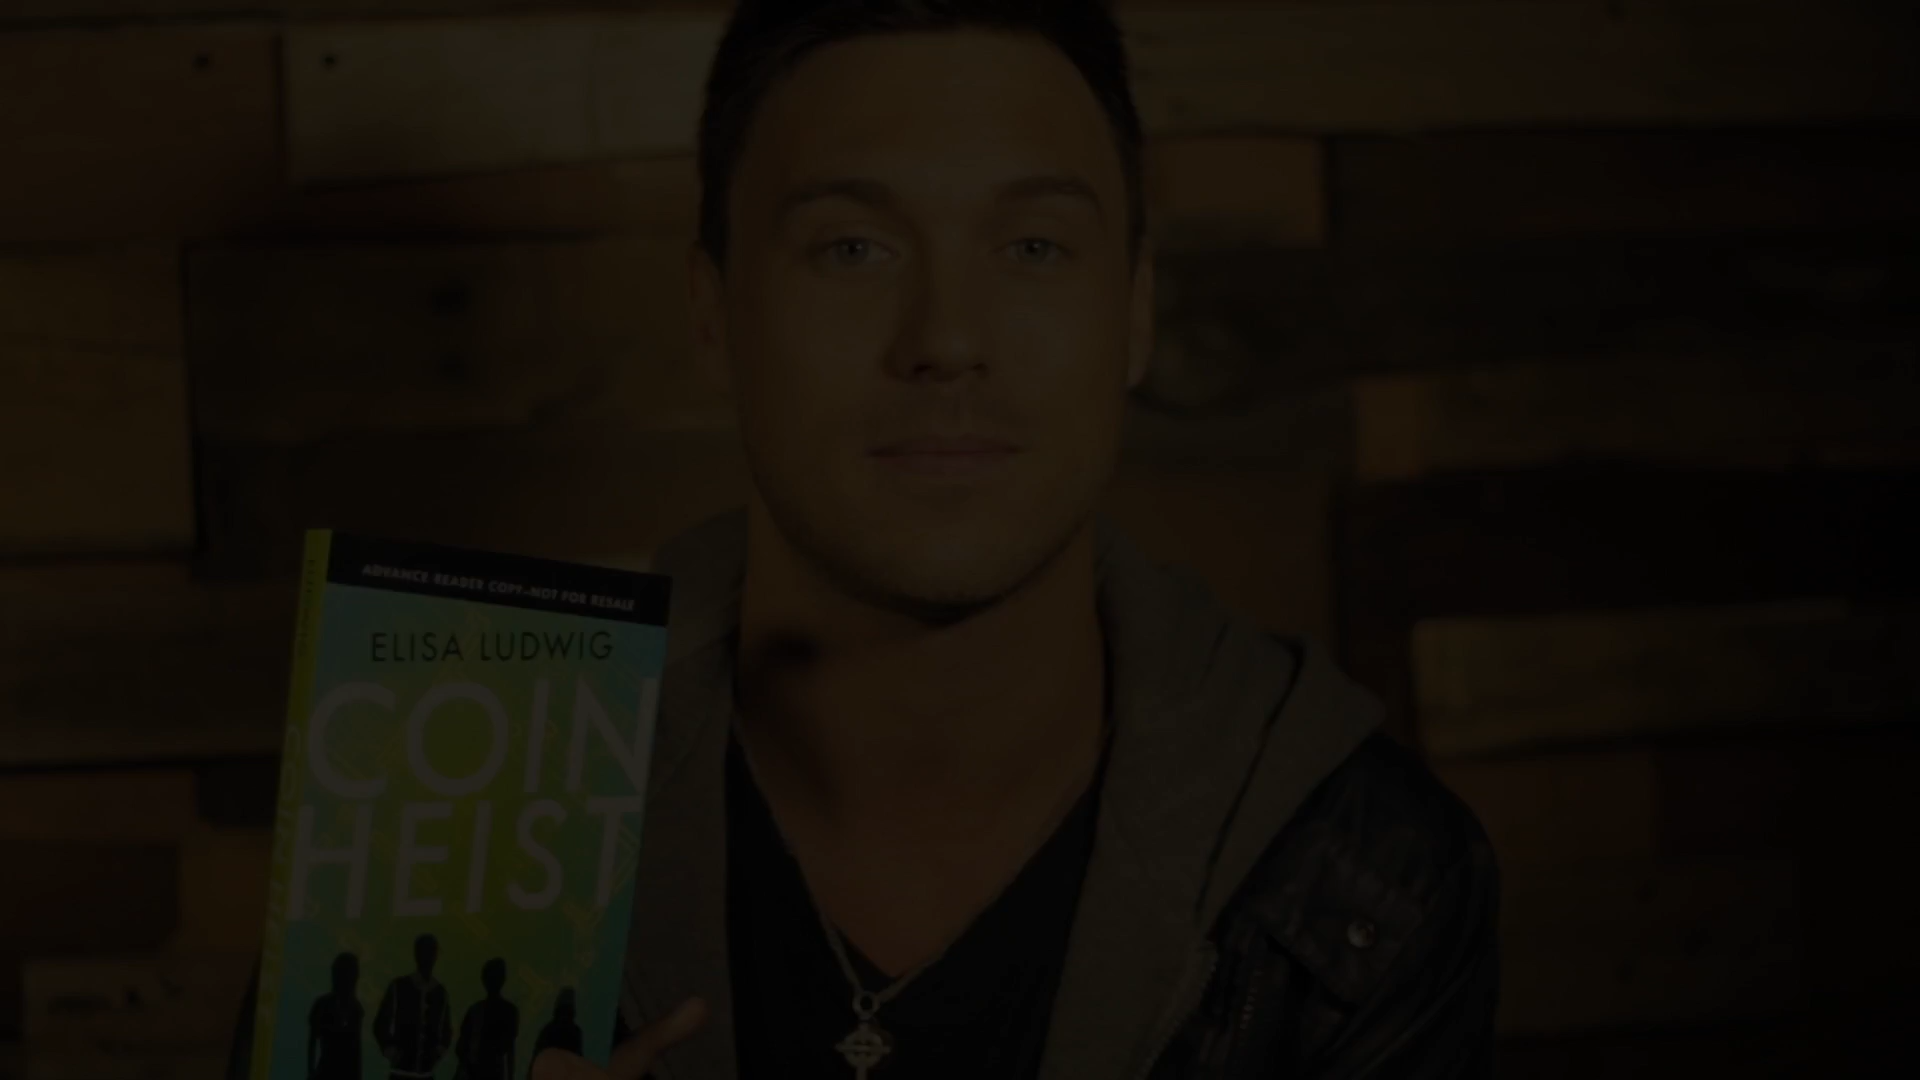 ADVANCE READER COPY—NOT FOR RESALE
ELISA LUDWIG
COIN
HEIST